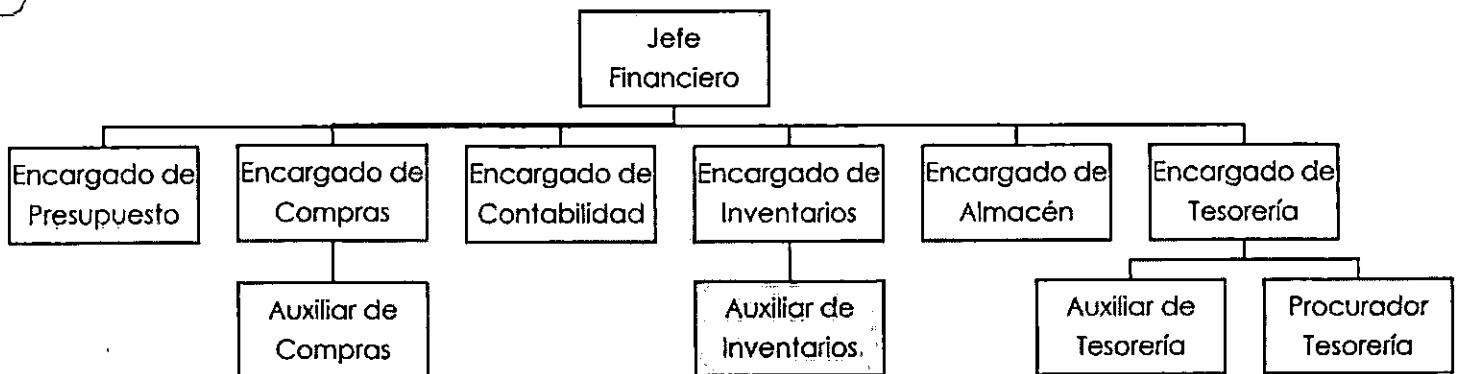 Jefe
Financiero
Encargado de
Presupuesto
Encargado de
Compras
Encargado de
Contabilidad
Encargado de
Inventarios
Encargado de
Almacén
Encargado de
Tesorería
Auxiliar de
Compras
Auxiliar de
Inventarios
Auxiliar de
Tesorería
Procurador
Tesorería